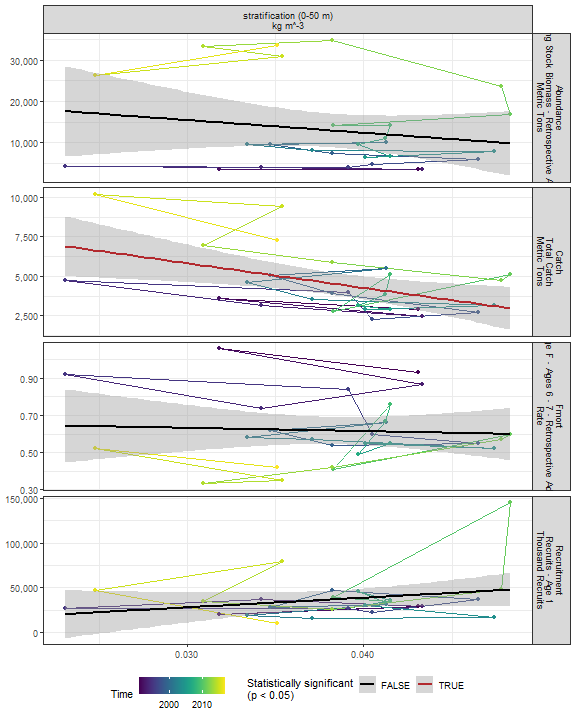 stratification (0-50 m)
kg m^-3
30,000
20,000
10,000
Abundance
g Stock Biomass - Retrospective A
Metric Tons
10,000
7,500
5,000
2,500
Catch
Total Catch
Metric Tons
0.90
0.70
0.50
0.30
Fmort
e F - Ages 6 - 7 - Retrospective Ad
Rate
150,000
100,000
50,000
0
Recruitment
Recruits - Age 1
Thousand Recruits
0.030
0.040
Time
2000
2010
Statistically significant
(p < 0.05)
FALSE
TRUE